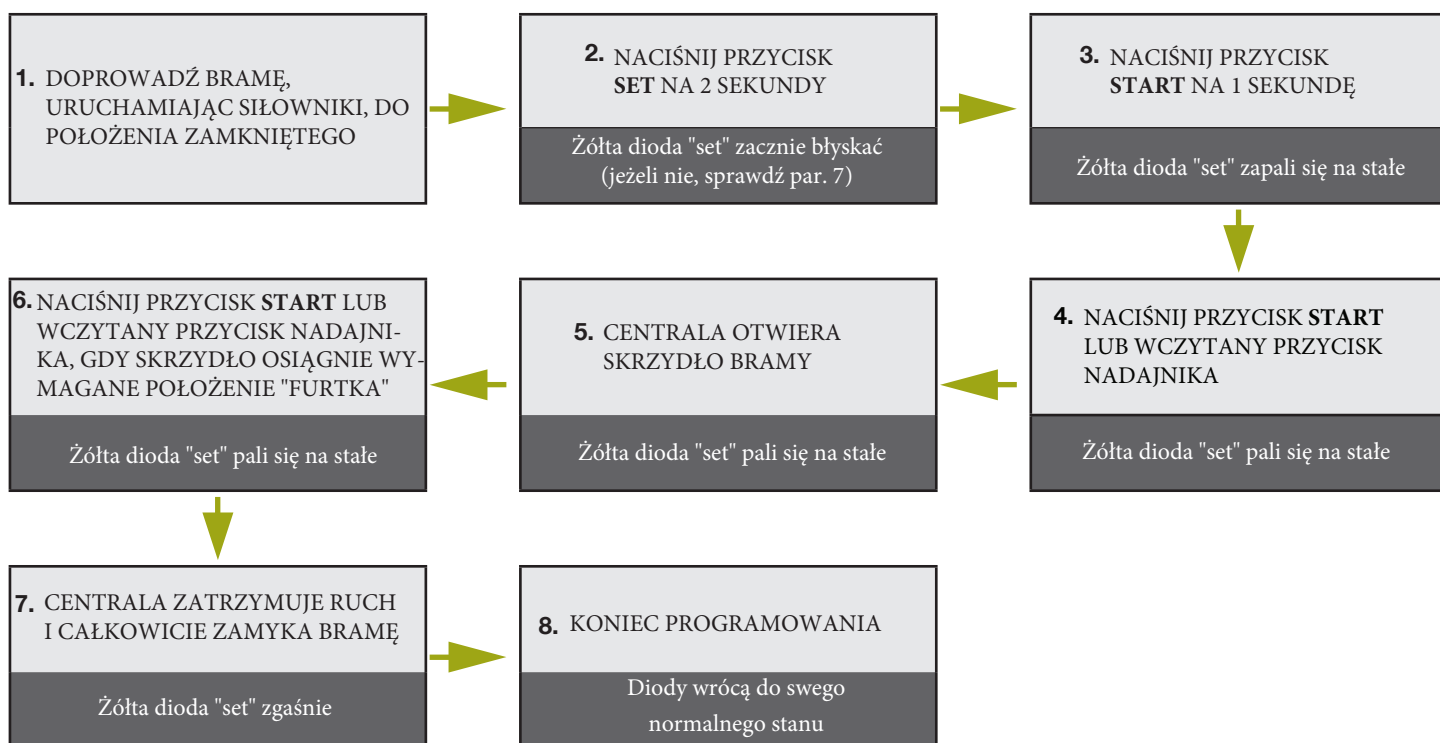 1. DOPROWADŹ BRAMĘ,
URUCHAMIAJĄC SIŁOWNIKI, DO
POŁOŻENIA ZAMKNIĘTEGO
2. NACIŚNIJ PRZYCISK
SET NA 2 SEKUNDY
Żółta dioda "set" zacznie błyskać
(jeżeli nie, sprawdź par. 7)
3. NACIŚNIJ PRZYCISK
START NA 1 SEKUNDĘ
Żółta dioda "set" zapali się na stałe
4. NACIŚNIJ PRZYCISK START
LUB WCZYTANY PRZYCISK
NADAJNIKA
Żółta dioda "set" pali się na stałe
5. CENTRALA OTWIERA
SKRZYDŁO BRAMY
Żółta dioda "set" pali się na stałe
6. NACIŚNIJ PRZYCISK START LUB
WCZYTANY PRZYCISK NADAJNI-
KA, GDY SKRZYDŁO OSIĄGNIE WY-
MAGANE POŁOŻENIE "FURTKA"
Żółta dioda "set" pali się na stałe
7. CENTRALA ZATRZYMUJE RUCH
I CAŁKOWICIE ZAMYKA BRAMĘ
Żółta dioda "set" zgaśnie
8. KONIEC PROGRAMOWANIA
Diody wrócą do swego
normalnego stanu